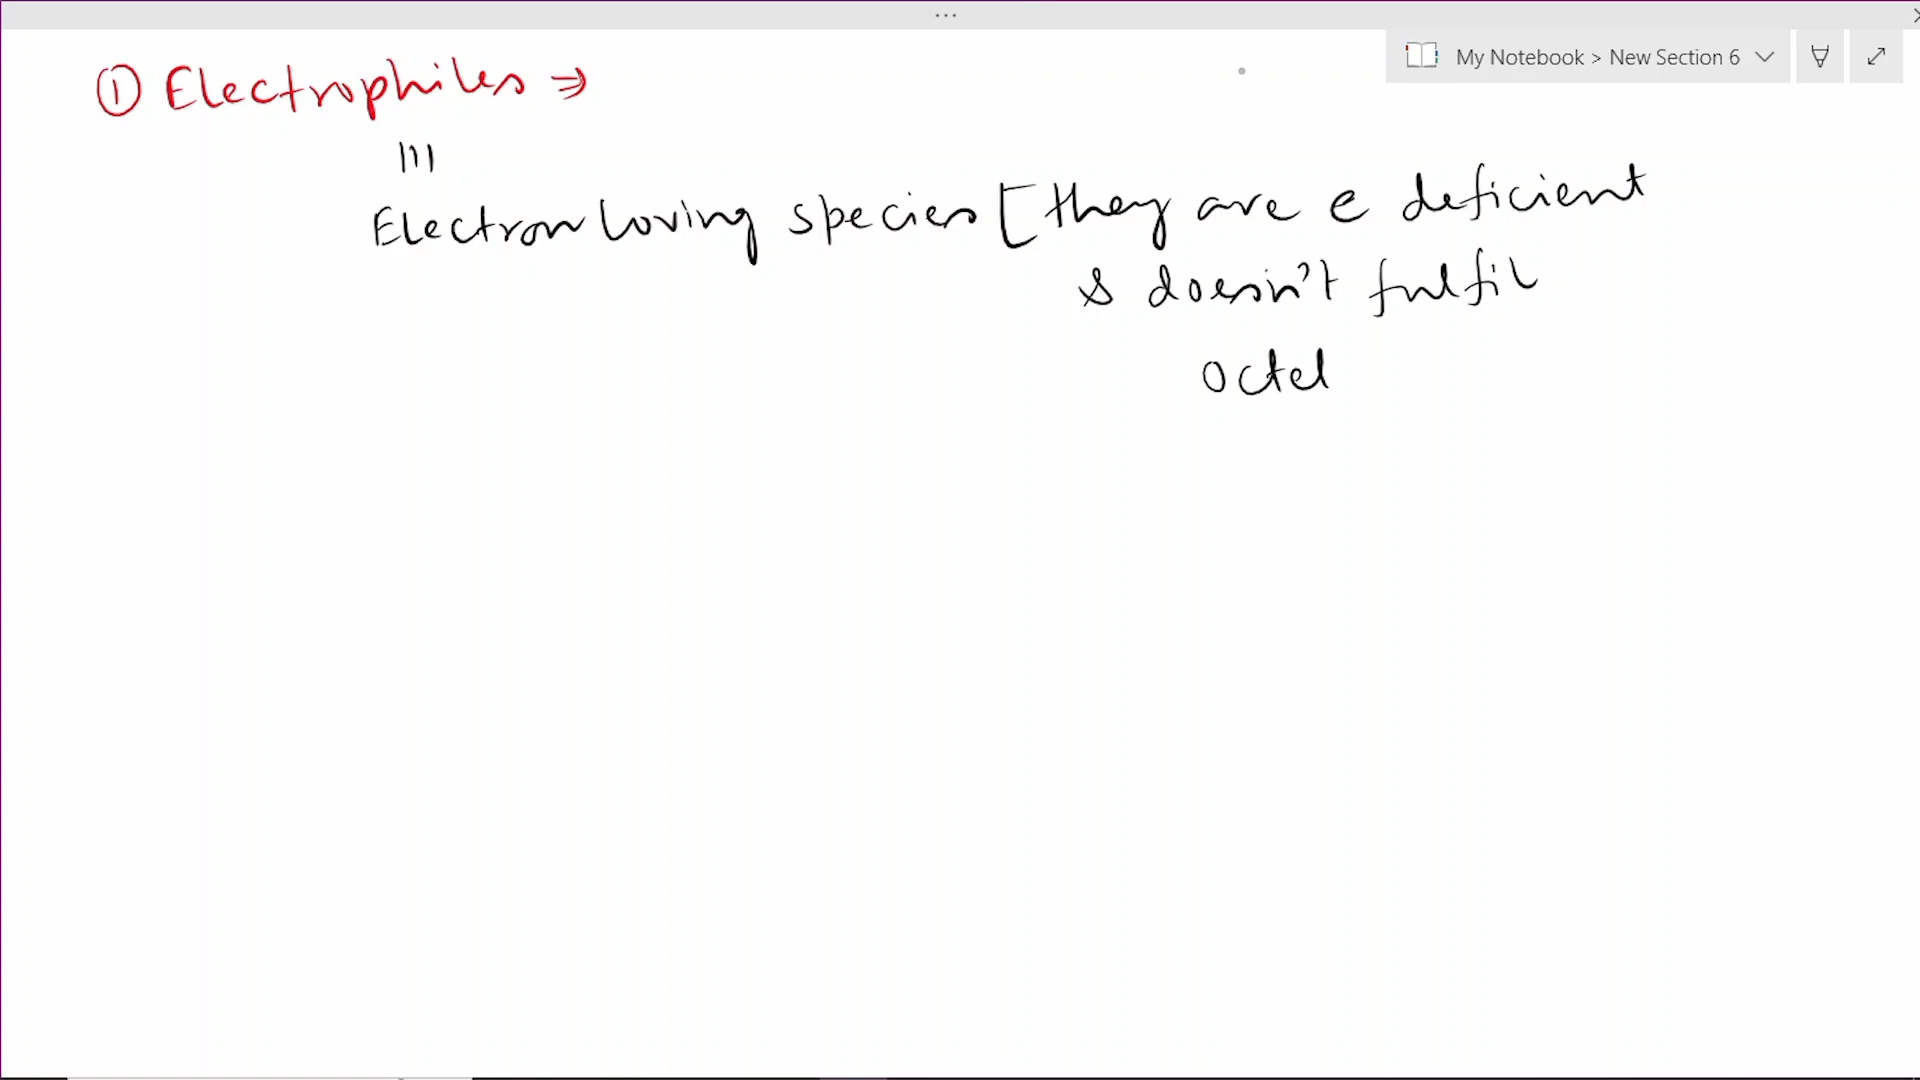 ...
My Notebook > New Section 6
① Electrophiles ⇒
|||
Electron loving species [ they are e deficient
& doesn't fulfil
octet